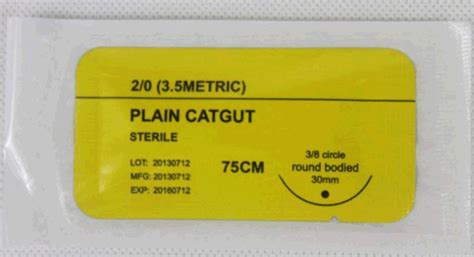 2/0 (3.5METRIC)
PLAIN CATGUT
STERILE
LOT: 20130712
MFG: 20130712
EXP: 20160712
75CM
3/8 circle
round bodied
30mm